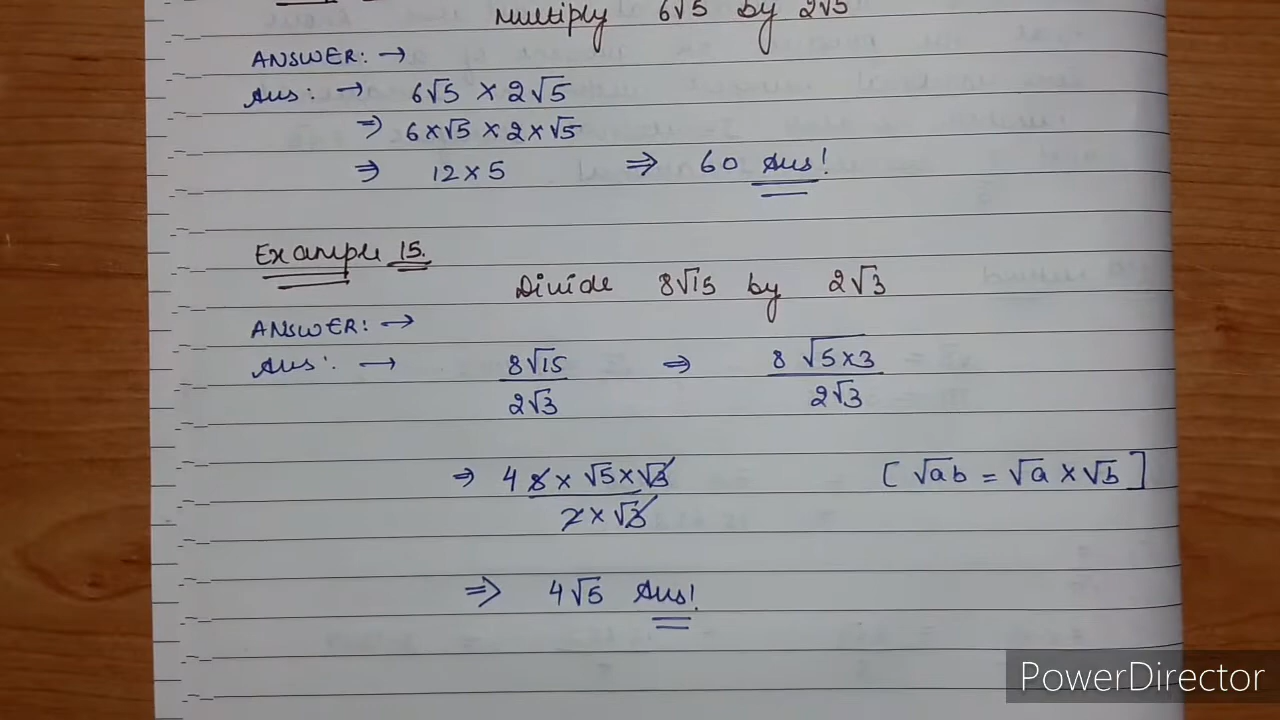 Multiply 6√5 by 2√5
ANSWER: →
Ans: → 6√5 × 2√5
⇒ 6×√5 × 2×√5
⇒ 12×5 ⇒ 60 Ans!
Example 15.
Divide 8√15 by 2√3
ANSWER: →
Ans: → 8√15/2√3 ⇒ 8√5×3/2√3
⇒ 4 8×√5×√3/2×√3 [√ab = √a × √b]
⇒ 4√5 Ans!
PowerDirector